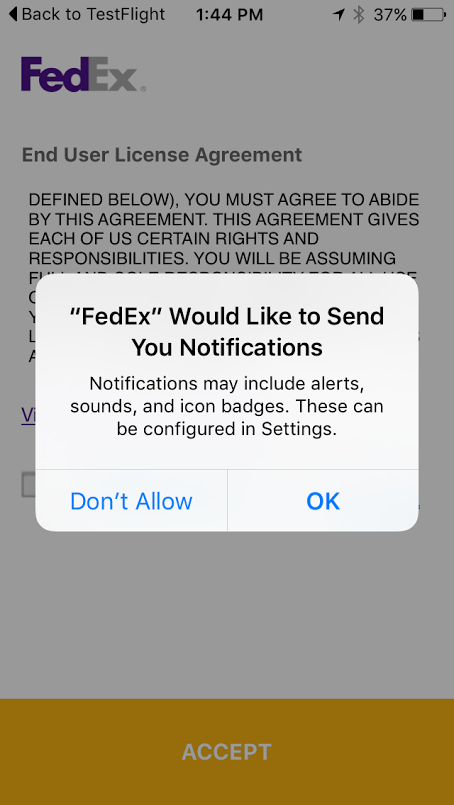 Back to TestFlight 1:44 PM 37%
FedEx®
End User License Agreement
DEFINED BELOW), YOU MUST AGREE TO ABIDE
BY THIS AGREEMENT. THIS AGREEMENT GIVES
EACH OF US CERTAIN RIGHTS AND
RESPONSIBILITIES. YOU WILL BE ASSUMING
“FedEx” Would Like to Send
You Notifications
Notifications may include alerts,
sounds, and icon badges. These can
be configured in Settings.
Don’t Allow OK
ACCEPT